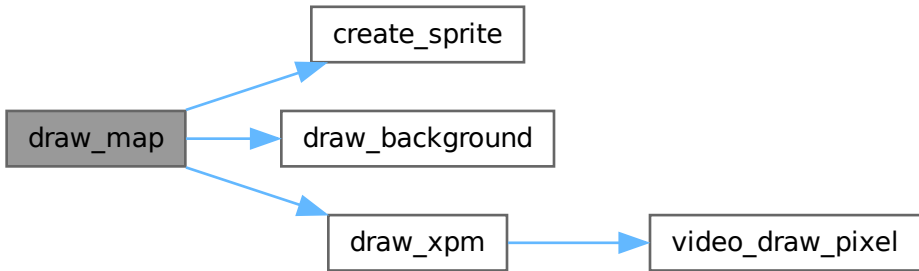 create_sprite
draw_map
draw_background
draw_xpm
video_draw_pixel